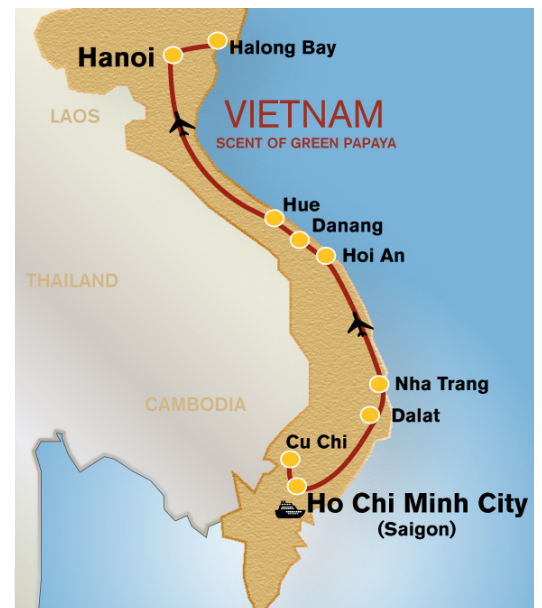 Hanoi
Halong Bay
LAOS
VIETNAM
SCENT OF GREEN PAPAYA
Hue
Danang
Hoi An
THAILAND
Nha Trang
CAMBODIA
Dalat
Cu Chi
Ho Chi Minh City
(Saigon)